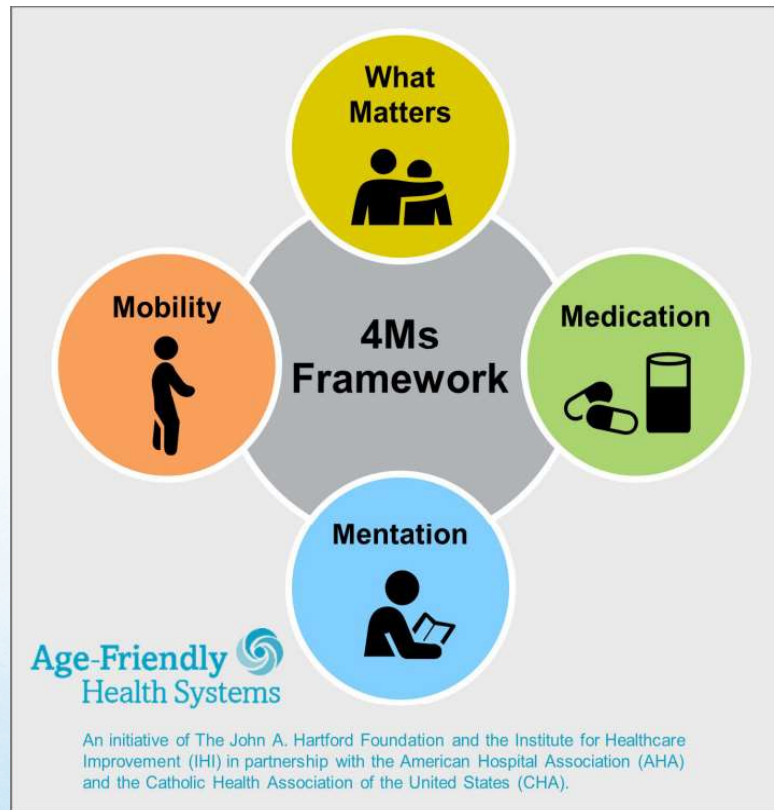 What
Matters
Mobility
4Ms
Framework
Medication
Mentation
Age-Friendly
Health Systems
An initiative of The John A. Hartford Foundation and the Institute for Healthcare
Improvement (IHI) in partnership with the American Hospital Association (AHA)
and the Catholic Health Association of the United States (CHA).